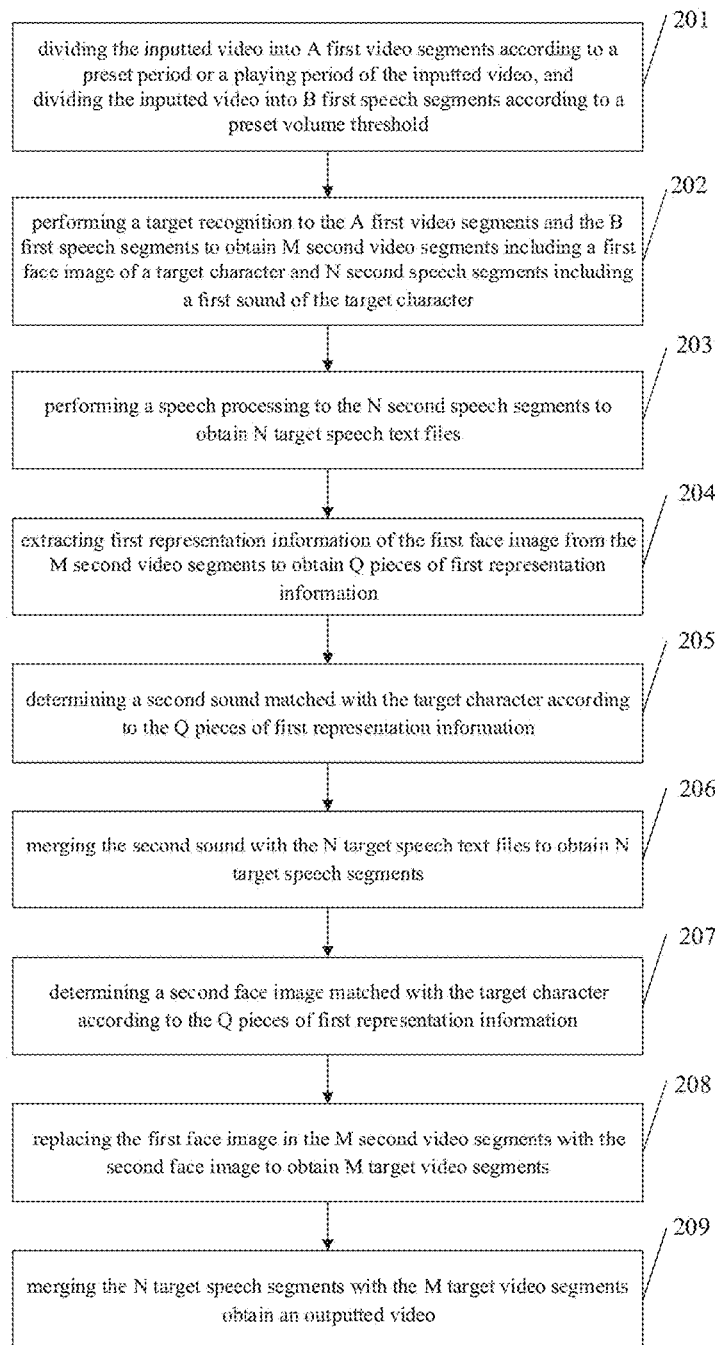 201
dividing the inputted video into A first video segments according to a
preset period or a playing period of the inputted video, and
dividing the inputted video into B first speech segments according to a
preset volume threshold
202
performing a target recognition to the A first video segments and the B
first speech segments to obtain M second video segments including a first
face image of a target character and N second speech segments including
a first sound of the target character
203
performing a speech processing to the N second speech segments to
obtain N target speech text files
204
extracting first representation information of the first face image from the
M second video segments to obtain Q pieces of first representation
information
205
determining a second sound matched with the target character according
to the Q pieces of first representation information
206
merging the second sound with the N target speech text files to obtain N
target speech segments
207
determining a second face image matched with the target character
according to the Q pieces of first representation information
208
replacing the first face image in the M second video segments with the
second face image to obtain M target video segments
209
merging the N target speech segments with the M target video segments
obtain an outputted video